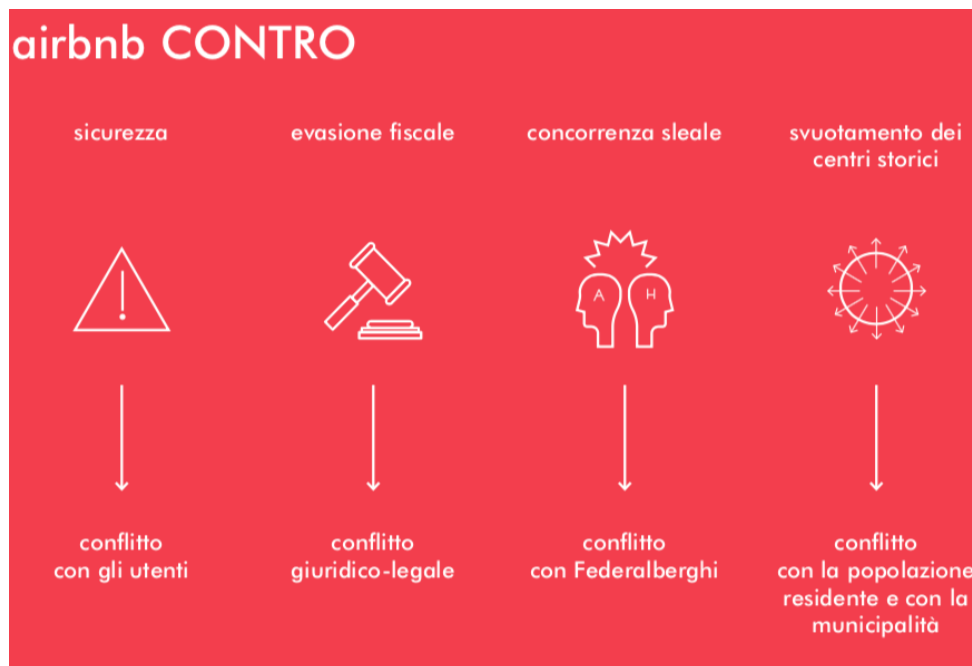 airbnb CONTRO
sicurezza
evasione fiscale
concorrenza sleale
svuotamento dei
centri storici
A
H
conflitto
con gli utenti
conflitto
giuridico-legale
conflitto
con Federalberghi
conflitto
con la popolazione
residente e con la
municipalità